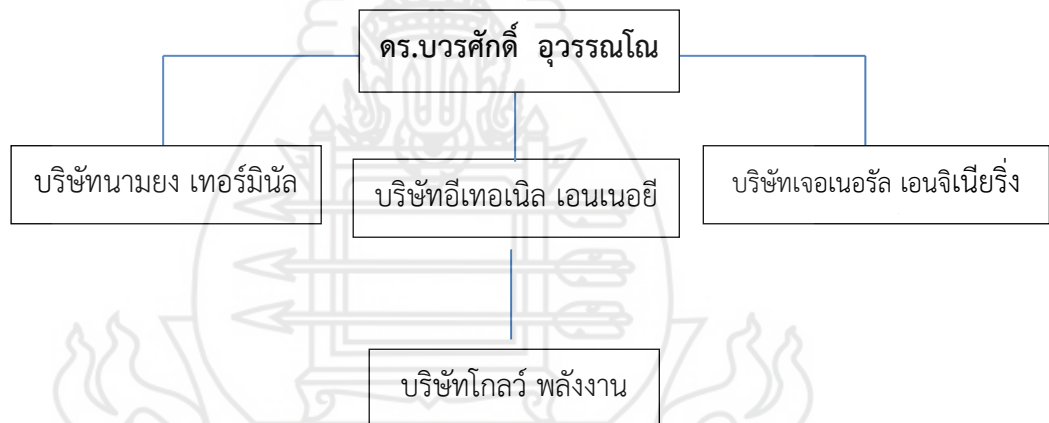 ดร.บวรศักดิ์ อุวรรณโณ
บริษัทนามยง เทอร์มินัล
บริษัทอีเทอเนิล เอนเนอยี
บริษัทเจอเนอรัล เอนจิเนียริ่ง
บริษัทโกลว์ พลังงาน